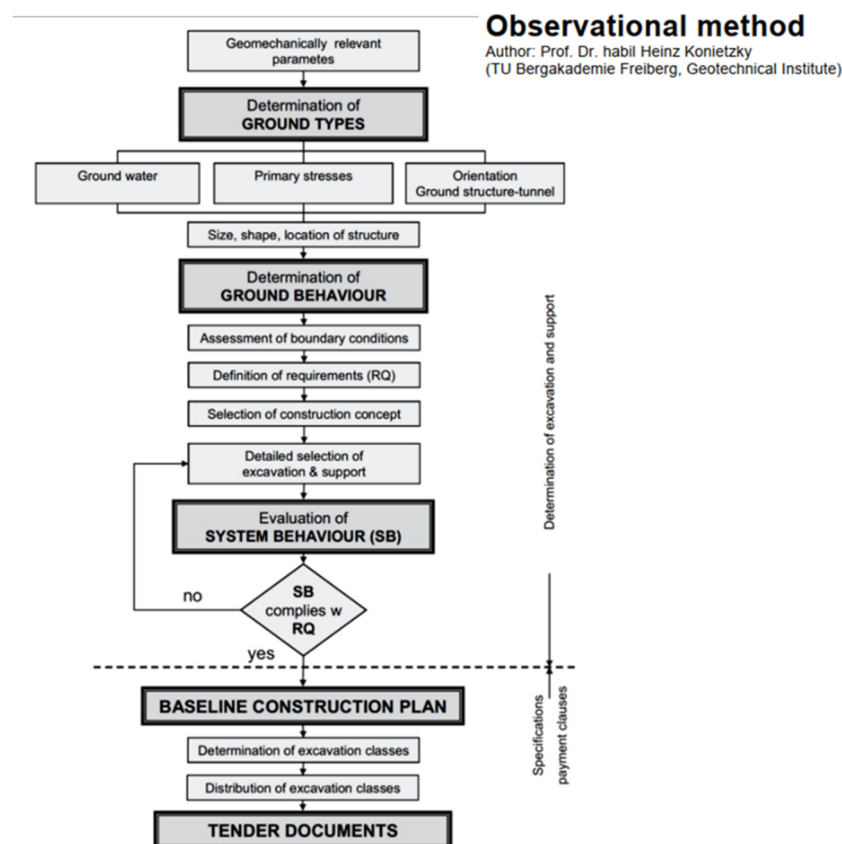 Observational method
Author: Prof. Dr. habil Heinz Konietzky
(TU Bergakademie Freiberg, Geotechnical Institute)
Geomechanically relevant
parametes
Determination of
GROUND TYPES
Ground water
Primary stresses
Orientation
Ground structure-tunnel
Size, shape, location of structure
Determination of
GROUND BEHAVIOUR
Assessment of boundary conditions
Definition of requirements (RQ)
Selection of construction concept
Detailed selection of
excavation & support
Evaluation of
SYSTEM BEHAVIOUR (SB)
no
SB
complies w
RQ
yes
Determination of excavation and support
BASELINE CONSTRUCTION PLAN
Determination of excavation classes
Distribution of excavation classes
TENDER DOCUMENTS
Specifications
payment clauses